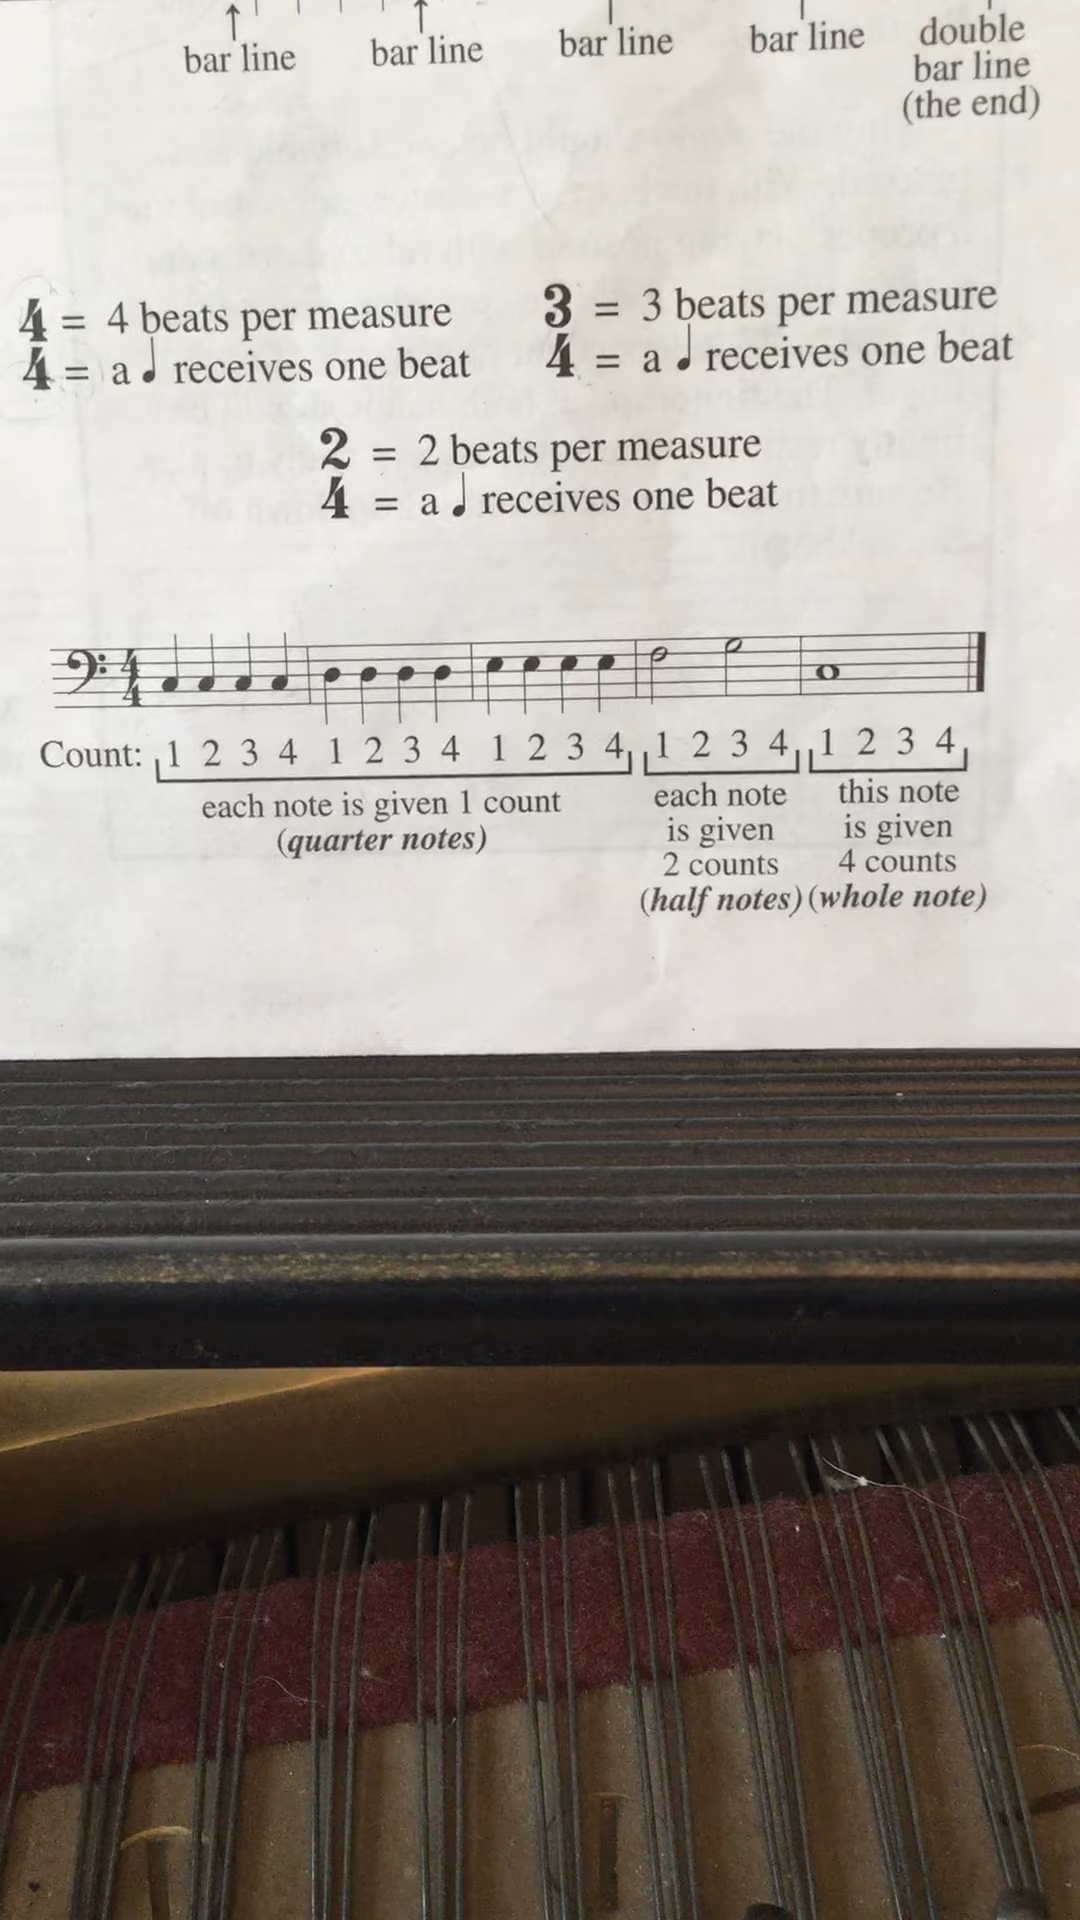 bar line bar line bar line bar line double
bar line
(the end)
4 = 4 beats per measure
4 = a ♩ receives one beat
3 = 3 beats per measure
4 = a ♩ receives one beat
2 = 2 beats per measure
4 = a ♩ receives one beat
4
4
Count: 1 2 3 4 1 2 3 4 1 2 3 4 1 2 3 4 1 2 3 4
each note is given 1 count
(quarter notes)
each note
is given
2 counts
(half notes)
this note
is given
4 counts
(whole note)